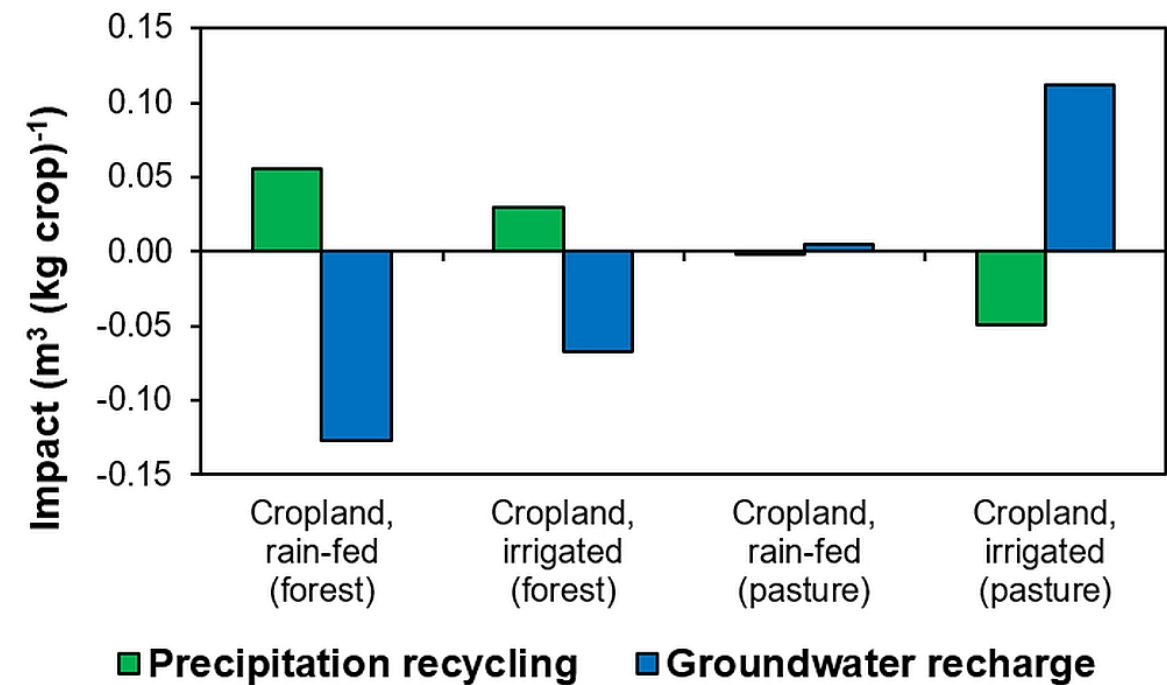 Impact (m³ (kg crop)⁻¹)
0.15
0.10
0.05
0.00
-0.05
-0.10
-0.15
Cropland,
rain-fed
(forest)
Cropland,
irrigated
(forest)
Cropland,
rain-fed
(pasture)
Cropland,
irrigated
(pasture)
Precipitation recycling
Groundwater recharge